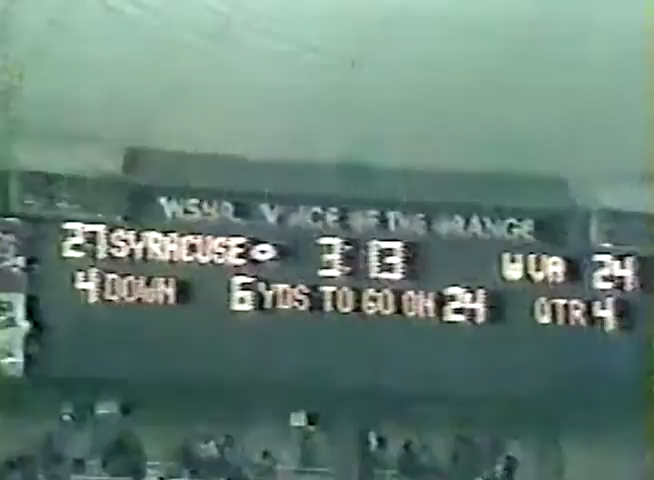 WSYR VOICE OF THE ORANGE
27 SYRACUSE 3 13 WVA 24
4 DOWN 6 YDS TO GO ON 24 QTR 4